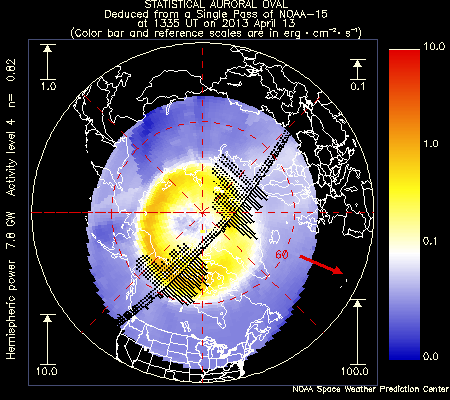 STATISTICAL AURORAL OVAL
Deduced from a Single Pass of NOAA-15
at 1335 UT on 2013 April 13
(Color bar and reference scales are in erg · cm⁻² · s⁻¹)
Hemispheric power 7.8 GW Activity level 4 n= 0.82
1.0
0.1
10.0
100.0
60
10.0
1.0
0.1
0.0
NOAA Space Weather Prediction Center